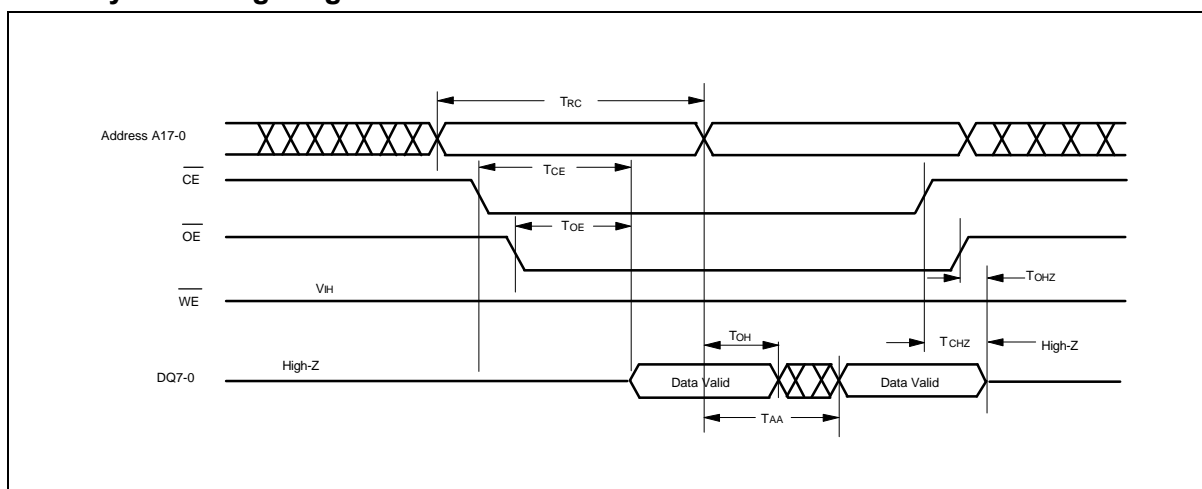 TRC
Address A17-0
TCE
CE
TOE
OE
TOHZ
VIH
WE
TOH
TCHZ
High-Z
High-Z
DQ7-0
Data Valid
Data Valid
TAA